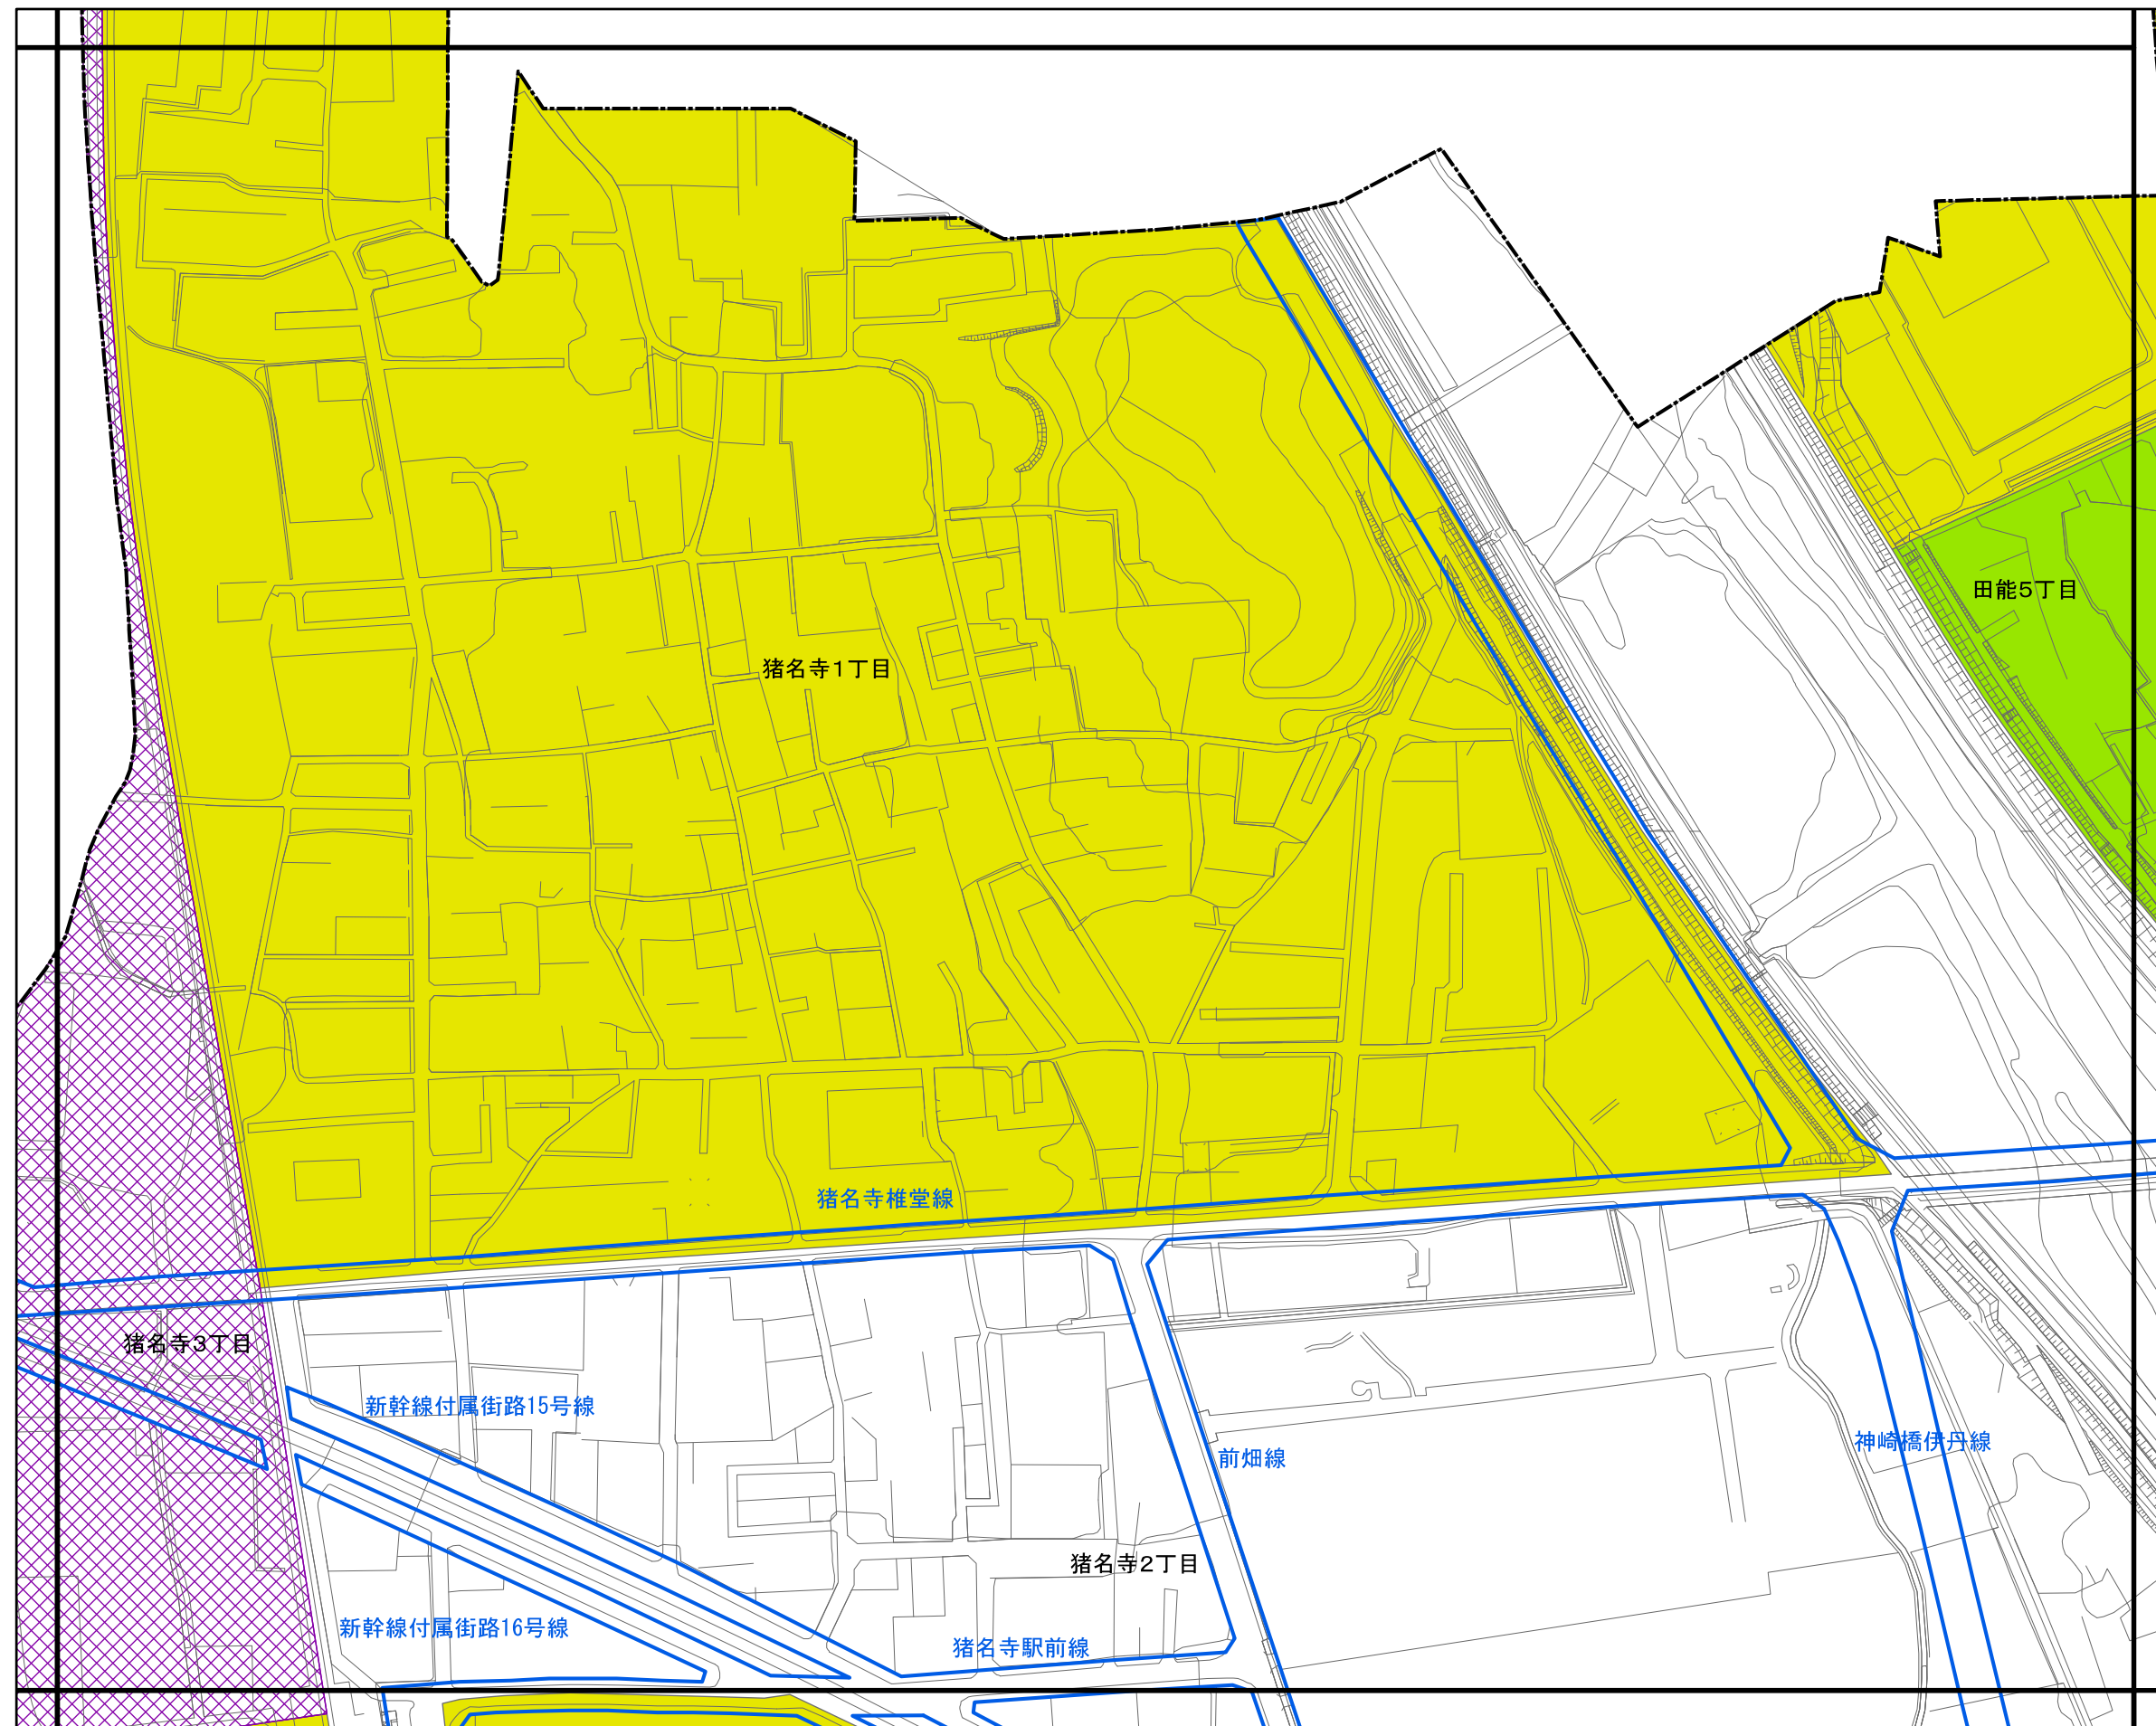 田能5丁目
猪名寺1丁目
猪名寺椎堂線
猪名寺3丁目
新幹線付属街路15号線
神崎橋伊丹線
前畑線
猪名寺2丁目
新幹線付属街路16号線
猪名寺駅前線